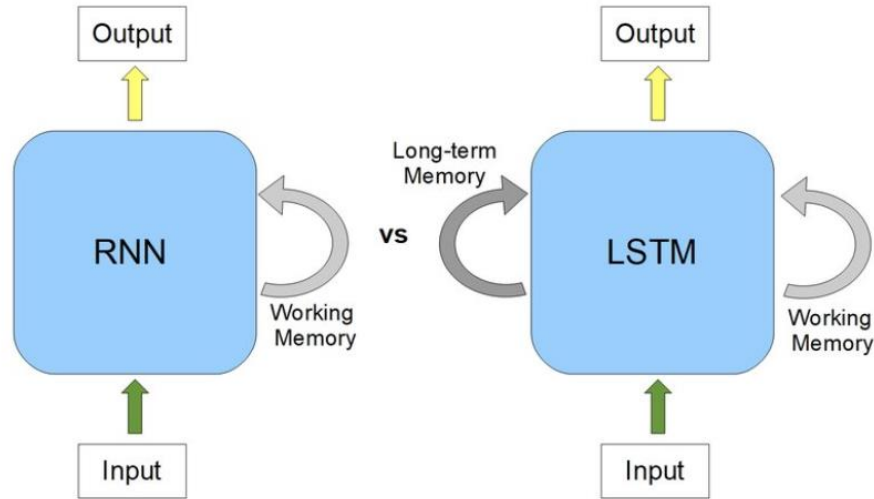 Output
RNN
Working
Memory
Input
vs
Output
Long-term
Memory
LSTM
Working
Memory
Input